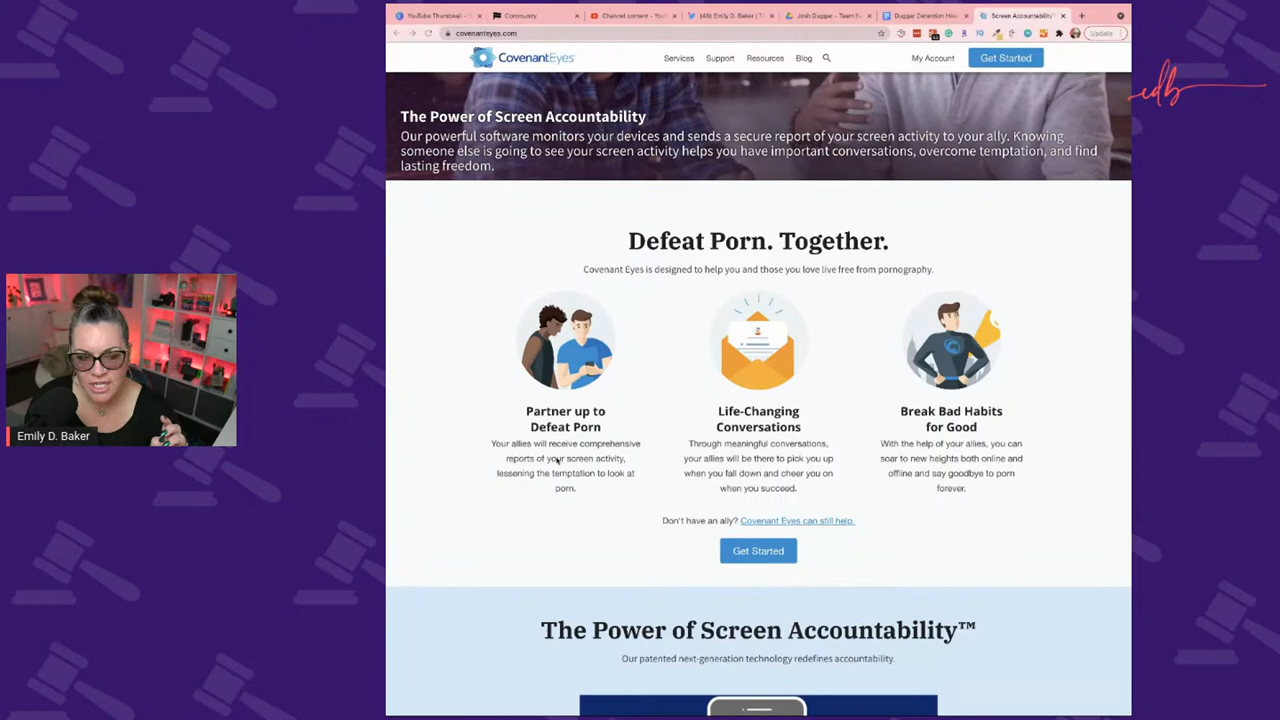 YouTube Thumbnail
Community
Channel content - You
(46) Emily D. Baker
Josh Duggar - Team
Dugger Detention Hea
Screen Accountability
covenanteyes.com
Update
CovenantEyes
Services
Support
Resources
Blog
My Account
Get Started
edb
The Power of Screen Accountability
Our powerful software monitors your devices and sends a secure report of your screen activity to your ally. Knowing
someone else is going to see your screen activity helps you have important conversations, overcome temptation, and find
lasting freedom.
Defeat Porn. Together.
Covenant Eyes is designed to help you and those you love live free from pornography.
Partner up to
Defeat Porn
Your allies will receive comprehensive
reports of your screen activity,
lessening the temptation to look at
porn.
Life-Changing
Conversations
Through meaningful conversations,
your allies will be there to pick you up
when you fall down and cheer you on
when you succeed.
Break Bad Habits
for Good
With the help of your allies, you can
soar to new heights both online and
offline and say goodbye to porn
forever.
Emily D. Baker
Don't have an ally? Covenant Eyes can still help.
Get Started
The Power of Screen Accountability™
Our patented next-generation technology redefines accountability.